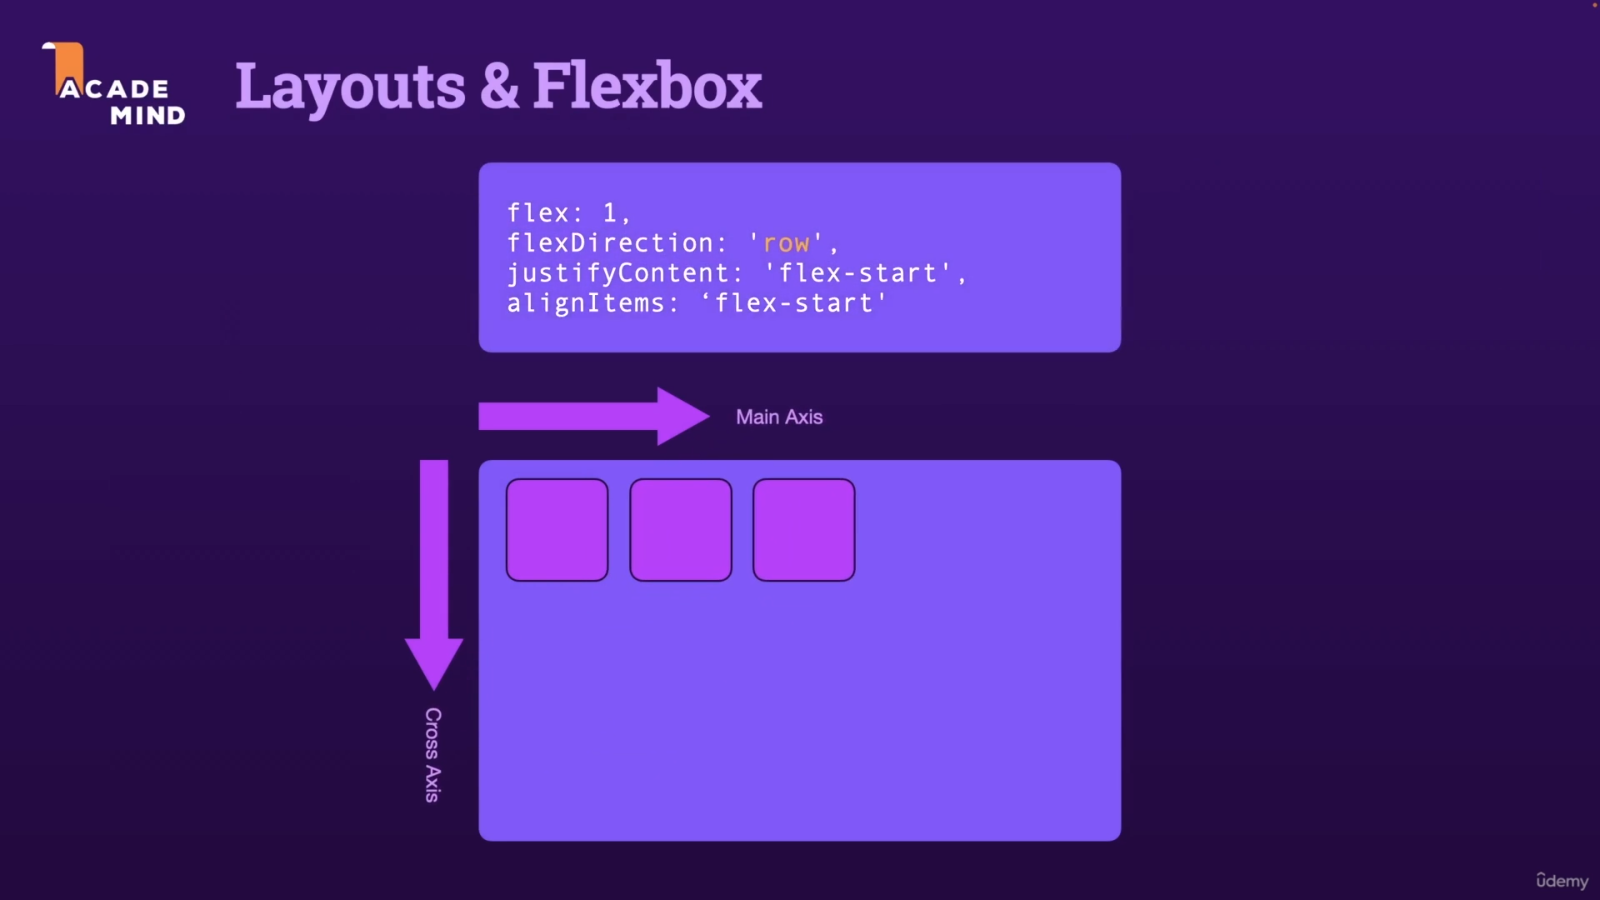 ACADE
MIND
Layouts & Flexbox
flex: 1,
flexDirection: 'row',
justifyContent: 'flex-start',
alignItems: ‘flex-start'
Main Axis
Cross Axis
ûdemy